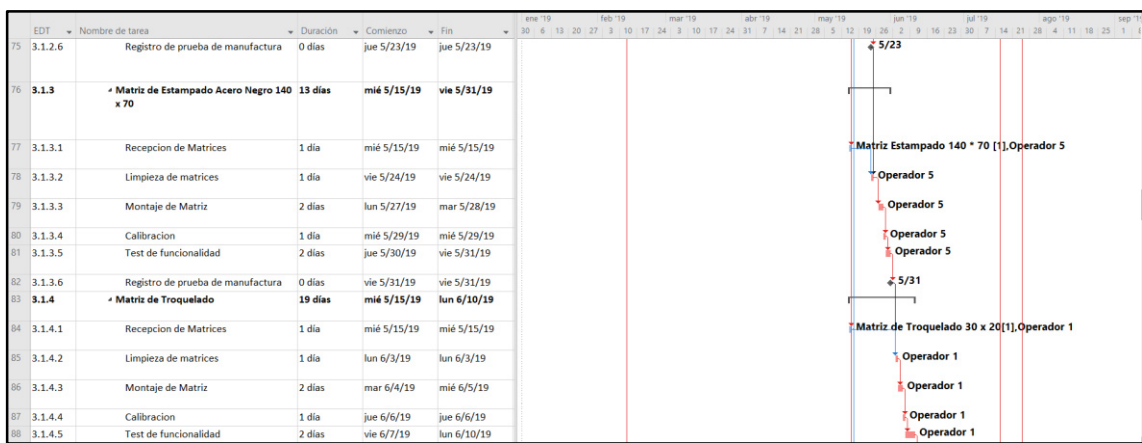 ene '19 feb '19 mar '19 abr '19 may '19 jun '19 jul '19 ago '19 sep '1
EDT Nombre de tarea Duración Comienzo Fin 30 6 13 20 27 3 10 17 24 3 10 17 24 31 7 14 21 28 5 12 19 26 2 9 16 23 30 7 14 21 28 4 11 18 25 1
75 3.1.2.6 Registro de prueba de manufactura 0 días jue 5/23/19 jue 5/23/19 5/23
76 3.1.3 Matriz de Estampado Acero Negro 140 13 días mié 5/15/19 vie 5/31/19
x 70
77 3.1.3.1 Recepcion de Matrices 1 día mié 5/15/19 mié 5/15/19 Matriz Estampado 140 * 70 [1],Operador 5
78 3.1.3.2 Limpieza de matrices 1 día vie 5/24/19 vie 5/24/19 Operador 5
79 3.1.3.3 Montaje de Matriz 2 días lun 5/27/19 mar 5/28/19 Operador 5
80 3.1.3.4 Calibracion 1 día mié 5/29/19 mié 5/29/19 Operador 5
81 3.1.3.5 Test de funcionalidad 2 días jue 5/30/19 vie 5/31/19 Operador 5
82 3.1.3.6 Registro de prueba de manufactura 0 días vie 5/31/19 vie 5/31/19 5/31
83 3.1.4 Matriz de Troquelado 19 días mié 5/15/19 lun 6/10/19
84 3.1.4.1 Recepcion de Matrices 1 día mié 5/15/19 mié 5/15/19 Matriz de Troquelado 30 x 20[1],Operador 1
85 3.1.4.2 Limpieza de matrices 1 día lun 6/3/19 lun 6/3/19 Operador 1
86 3.1.4.3 Montaje de Matriz 2 días mar 6/4/19 mié 6/5/19 Operador 1
87 3.1.4.4 Calibracion 1 día jue 6/6/19 jue 6/6/19 Operador 1
88 3.1.4.5 Test de funcionalidad 2 días vie 6/7/19 lun 6/10/19 Operador 1